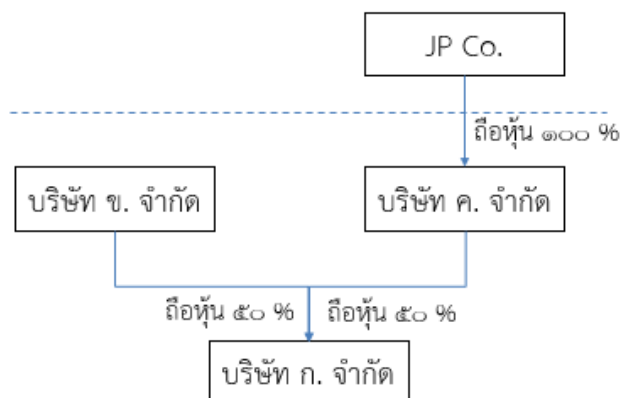 JP Co.
ถือหุ้น ๑๐๐ %
บริษัท ข. จำกัด
บริษัท ค. จำกัด
ถือหุ้น ๕๐ %
ถือหุ้น ๕๐ %
บริษัท ก. จำกัด